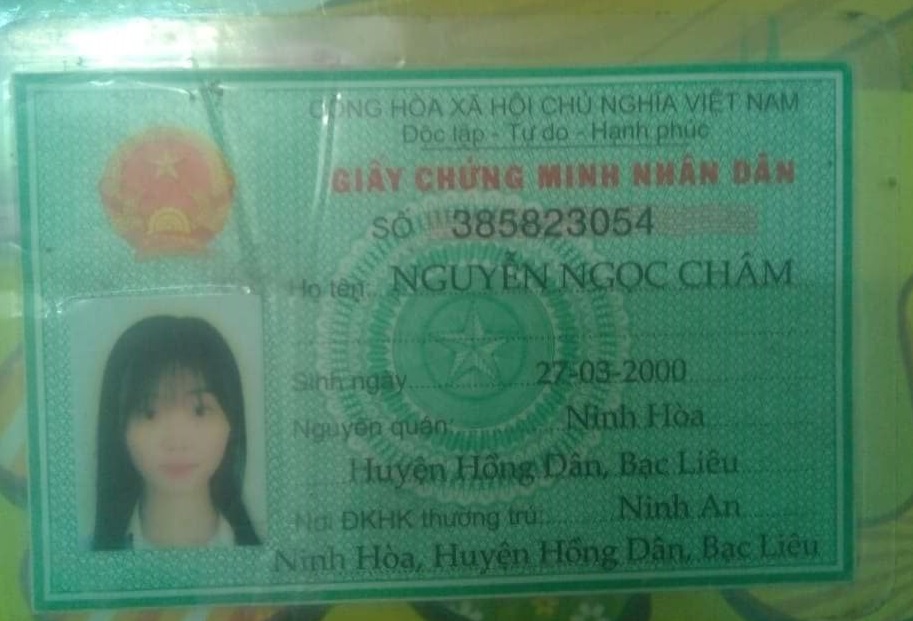 CỘNG HÒA XÃ HỘI CHỦ NGHĨA VIỆT NAM
Độc lập - Tự do - Hạnh phúc
GIẤY CHỨNG MINH NHÂN DÂN
SỐ 385823054
Họ tên: NGUYỄN NGỌC CHÂM
Sinh ngày 27-03-2000
Nguyên quán: Ninh Hòa
Huyện Hồng Dân, Bạc Liêu
Nơi ĐKHK thường trú: Ninh An
Ninh Hòa, Huyện Hồng Dân, Bạc Liêu